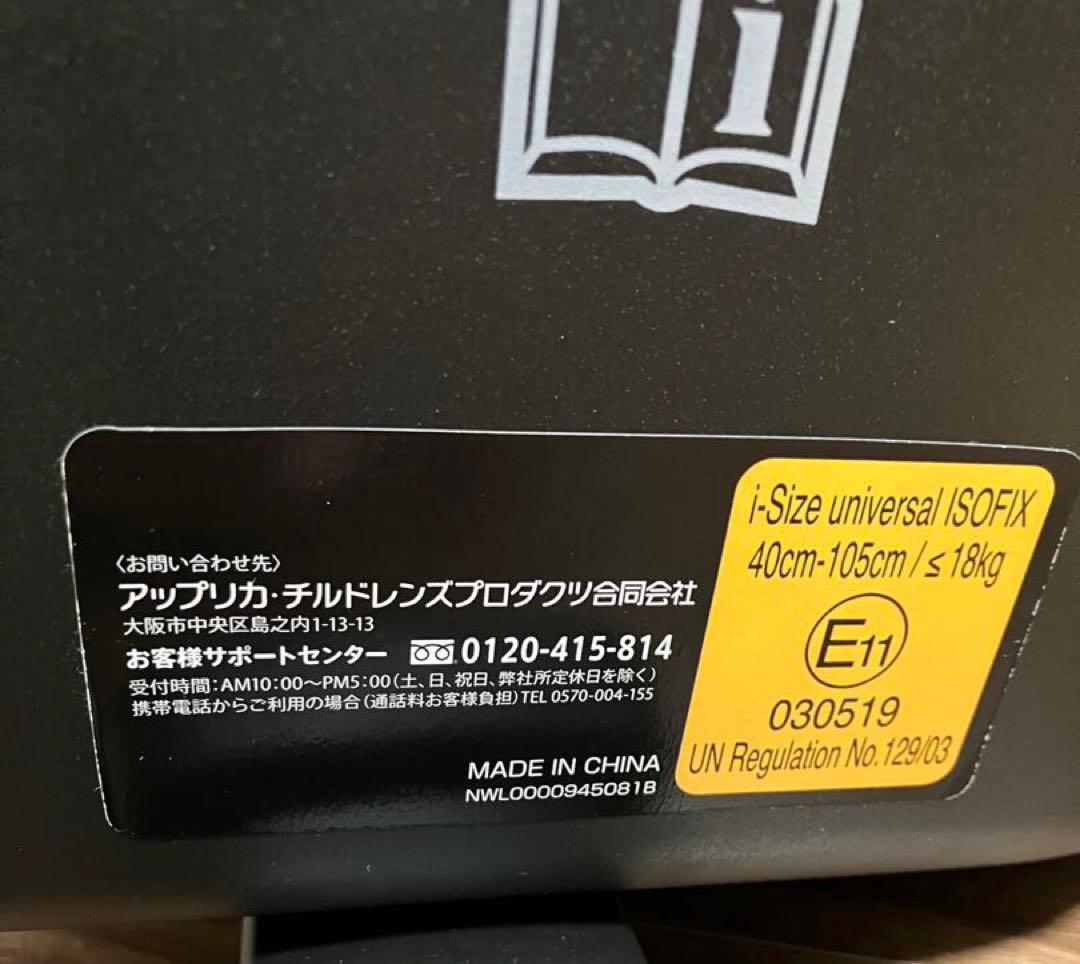 i
〈お問い合わせ先〉
アップリカ・チルドレンズプロダクツ合同会社
大阪市中央区島之内1-13-13
お客様サポートセンター 0120-415-814
受付時間：AM10：00〜PM5：00（土、日、祝日、弊社所定休日を除く）
携帯電話からご利用の場合（通話料お客様負担）TEL 0570-004-155
MADE IN CHINA
NWL0000945081B
i-Size universal ISOFIX
40cm-105cm / ≤ 18kg
E11
030519
UN Regulation No. 129/03